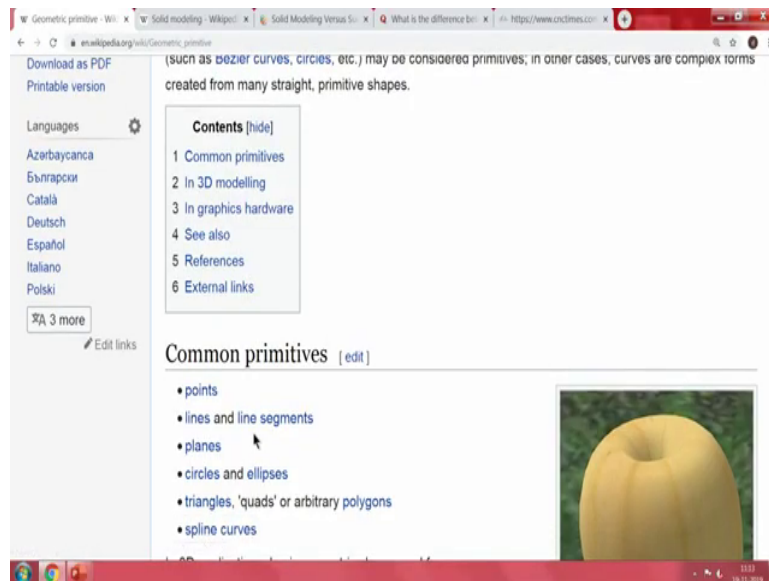 Geometric primitive - Wik
Solid modeling - Wikiped
Solid Modeling Versus Su
What is the difference be
https://www.cnctimes.com
en.wikipedia.org/wiki/Geometric_primitive
Download as PDF
Printable version
Languages
Azərbaycanca
Български
Català
Deutsch
Español
Italiano
Polski
3 more
Edit links
(such as Bézier curves, circles, etc.) may be considered primitives; in other cases, curves are complex forms
created from many straight, primitive shapes.
Contents [hide]
1 Common primitives
2 In 3D modelling
3 In graphics hardware
4 See also
5 References
6 External links
Common primitives [ edit ]
• points
• lines and line segments
• planes
• circles and ellipses
• triangles, 'quads' or arbitrary polygons
• spline curves